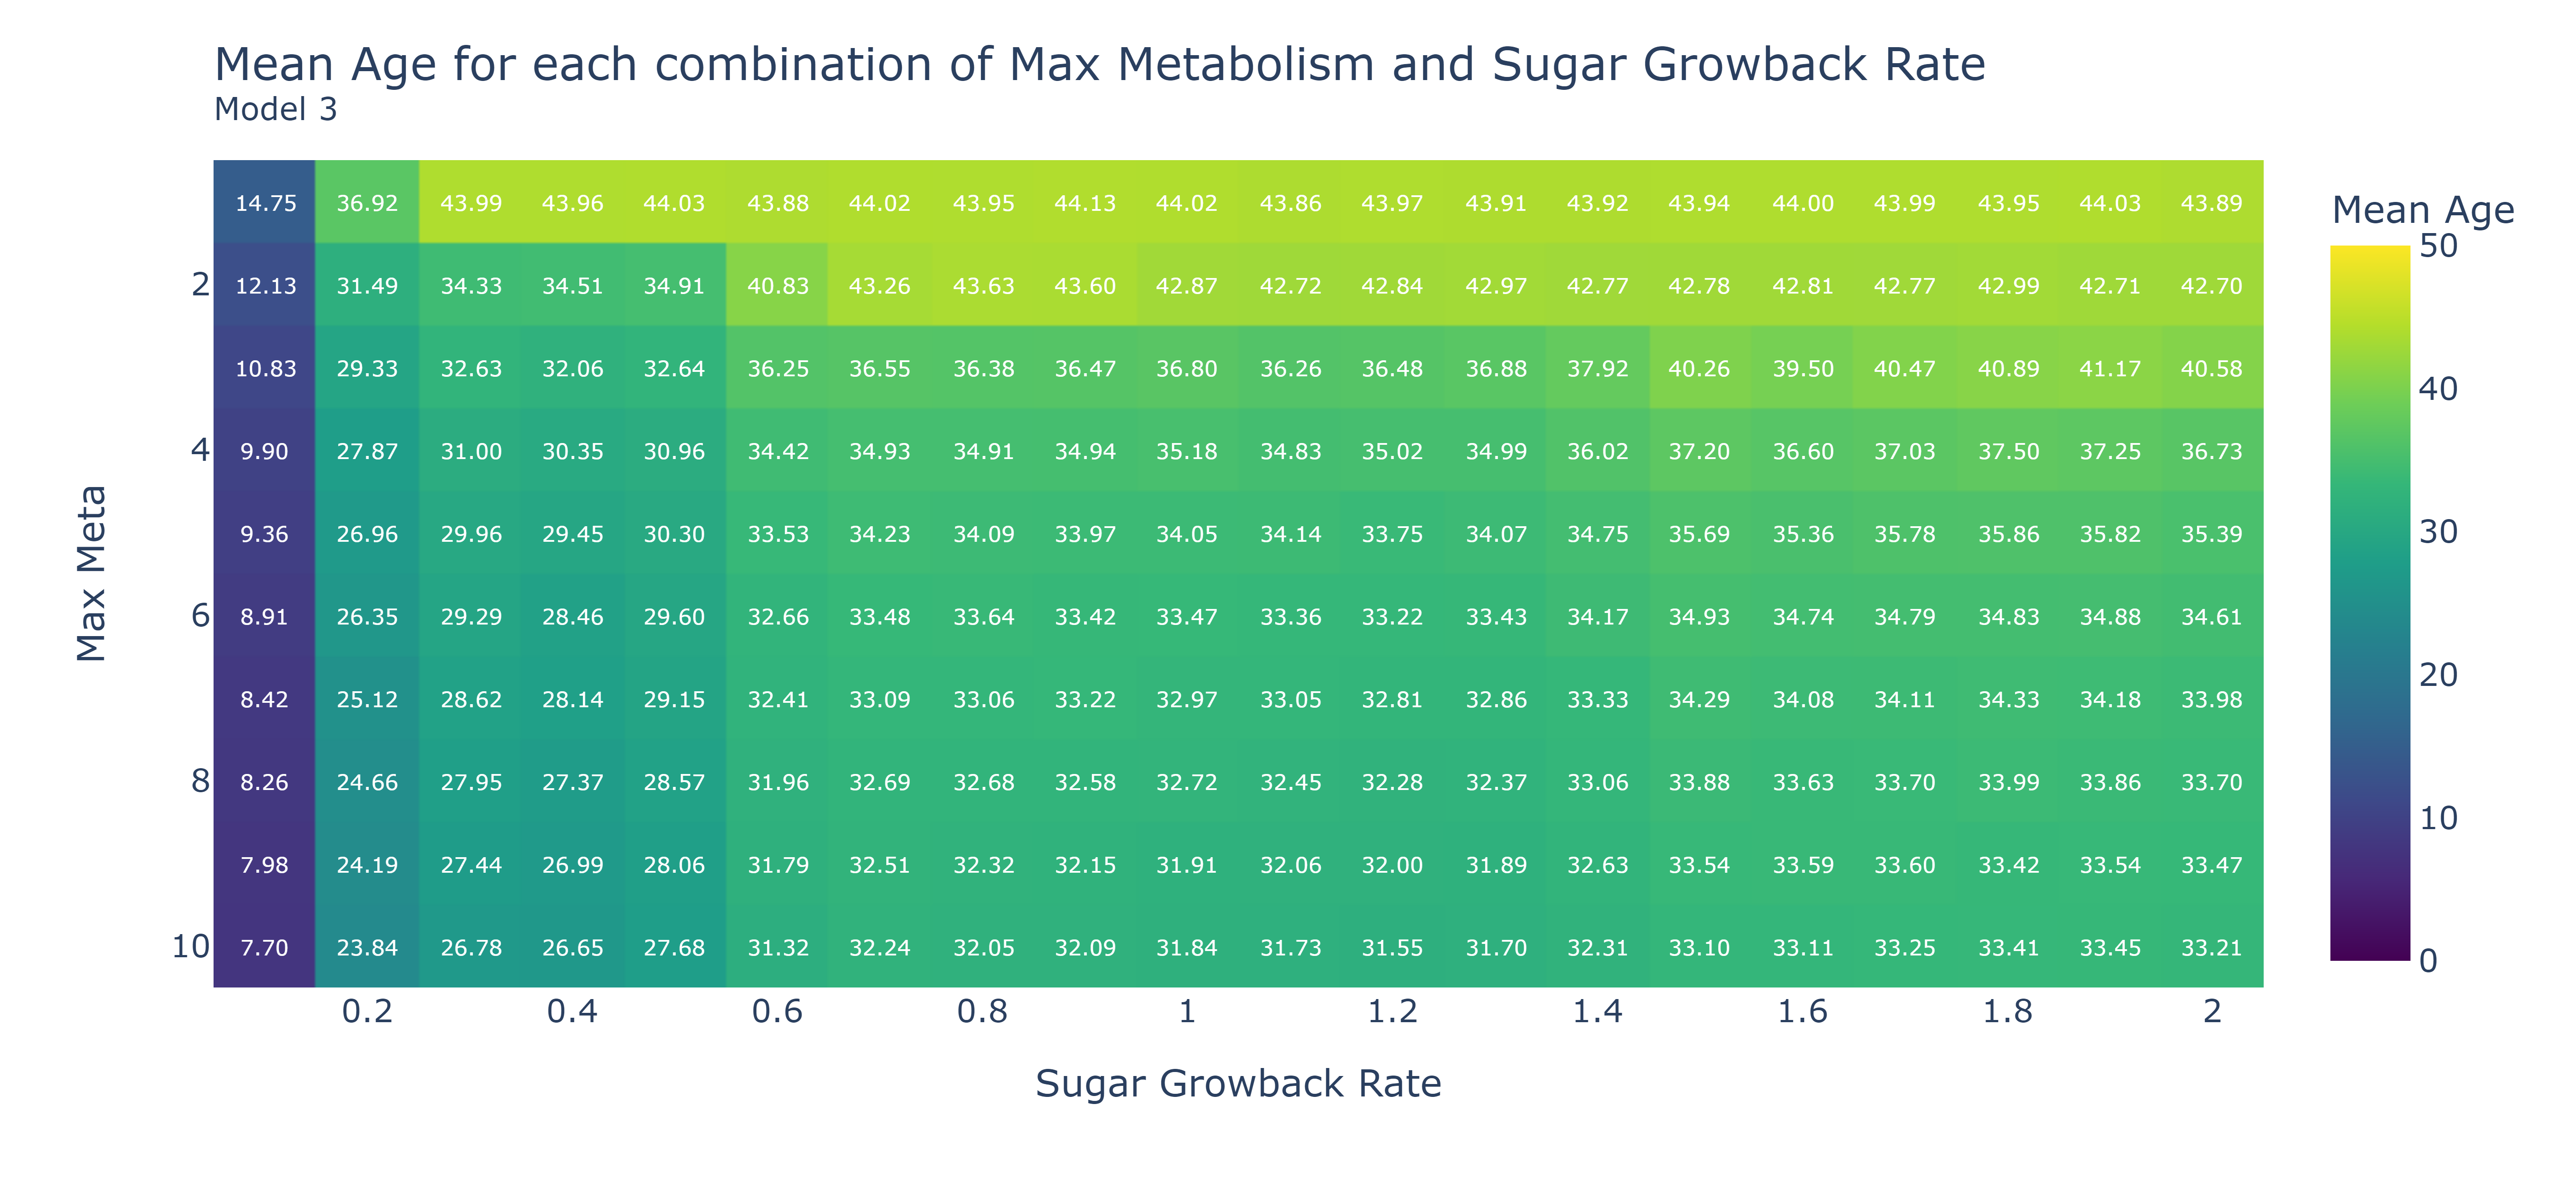 Mean Age for each combination of Max Metabolism and Sugar Growback Rate
Model 3
Mean Age
14.75 36.92 43.99 43.96 44.03 43.88 44.02 43.95 44.13 44.02 43.86 43.97 43.91 43.92 43.94 44.00 43.99 43.95 44.03 43.89
50
2 12.13 31.49 34.33 34.51 34.91 40.83 43.26 43.63 43.60 42.87 42.72 42.84 42.97 42.77 42.78 42.81 42.77 42.99 42.71 42.70
10.83 29.33 32.63 32.06 32.64 36.25 36.55 36.38 36.47 36.80 36.26 36.48 36.88 37.92 40.26 39.50 40.47 40.89 41.17 40.58
40
4 9.90 27.87 31.00 30.35 30.96 34.42 34.93 34.91 34.94 35.18 34.83 35.02 34.99 36.02 37.20 36.60 37.03 37.50 37.25 36.73
9.36 26.96 29.96 29.45 30.30 33.53 34.23 34.09 33.97 34.05 34.14 33.75 34.07 34.75 35.69 35.36 35.78 35.86 35.82 35.39
30
Max Meta
6 8.91 26.35 29.29 28.46 29.60 32.66 33.48 33.64 33.42 33.47 33.36 33.22 33.43 34.17 34.93 34.74 34.79 34.83 34.88 34.61
20
8.42 25.12 28.62 28.14 29.15 32.41 33.09 33.06 33.22 32.97 33.05 32.81 32.86 33.33 34.29 34.08 34.11 34.33 34.18 33.98
8 8.26 24.66 27.95 27.37 28.57 31.96 32.69 32.68 32.58 32.72 32.45 32.28 32.37 33.06 33.88 33.63 33.70 33.99 33.86 33.70
10
7.98 24.19 27.44 26.99 28.06 31.79 32.51 32.32 32.15 31.91 32.06 32.00 31.89 32.63 33.54 33.59 33.60 33.42 33.54 33.47
10 7.70 23.84 26.78 26.65 27.68 31.32 32.24 32.05 32.09 31.84 31.73 31.55 31.70 32.31 33.10 33.11 33.25 33.41 33.45 33.21
0
0.2 0.4 0.6 0.8 1 1.2 1.4 1.6 1.8 2
Sugar Growback Rate